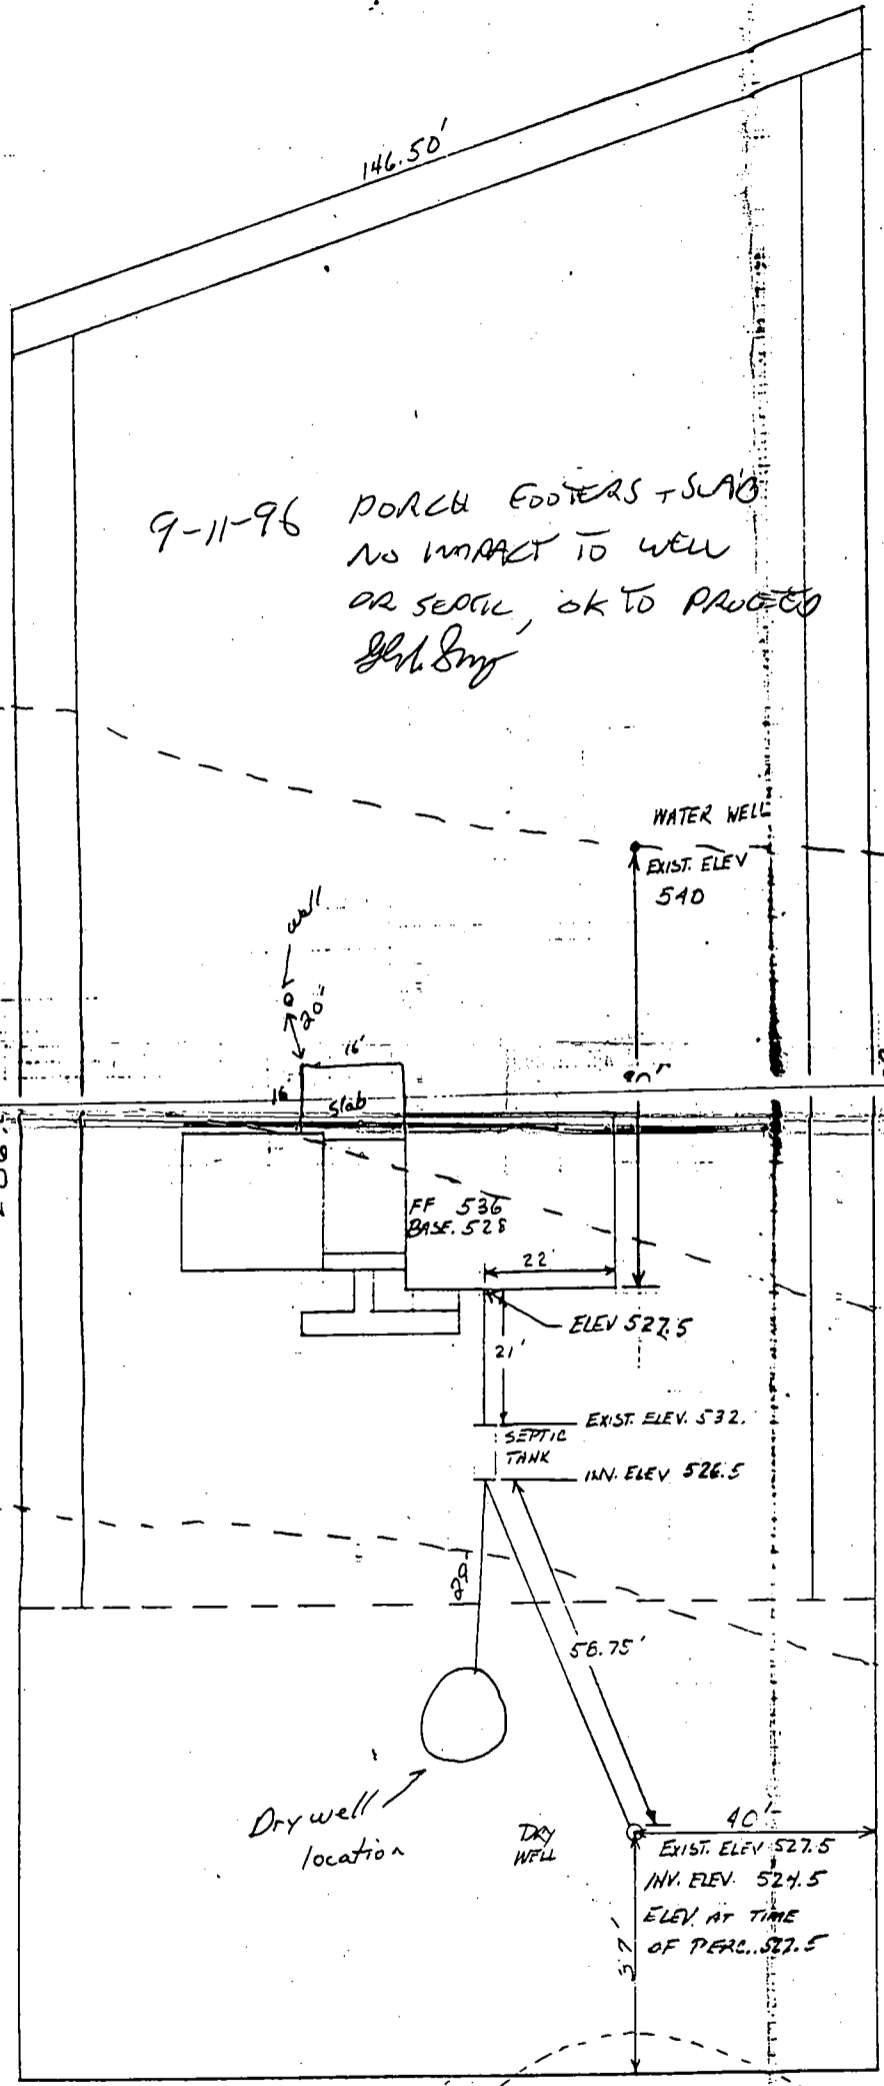 146.50'
9-11-96 PORCH FOOTERS + SLAB
NO IMPACT TO WELL
OR SEPTIC, OK TO PROCEED
WATER WELL
EXIST. ELEV
540
well
20'
16'
16'
Slab
FF 536
BASE. 528
22'
ELEV 527.5
21'
EXIST. ELEV. 532.
SEPTIC
TANK
INV. ELEV 526.5
29'
56.75'
Dry well
location
DRY
WELL
40'
EXIST. ELEV 527.5
INV. ELEV. 524.5
ELEV. AT TIME
OF PERC. 527.5
37'